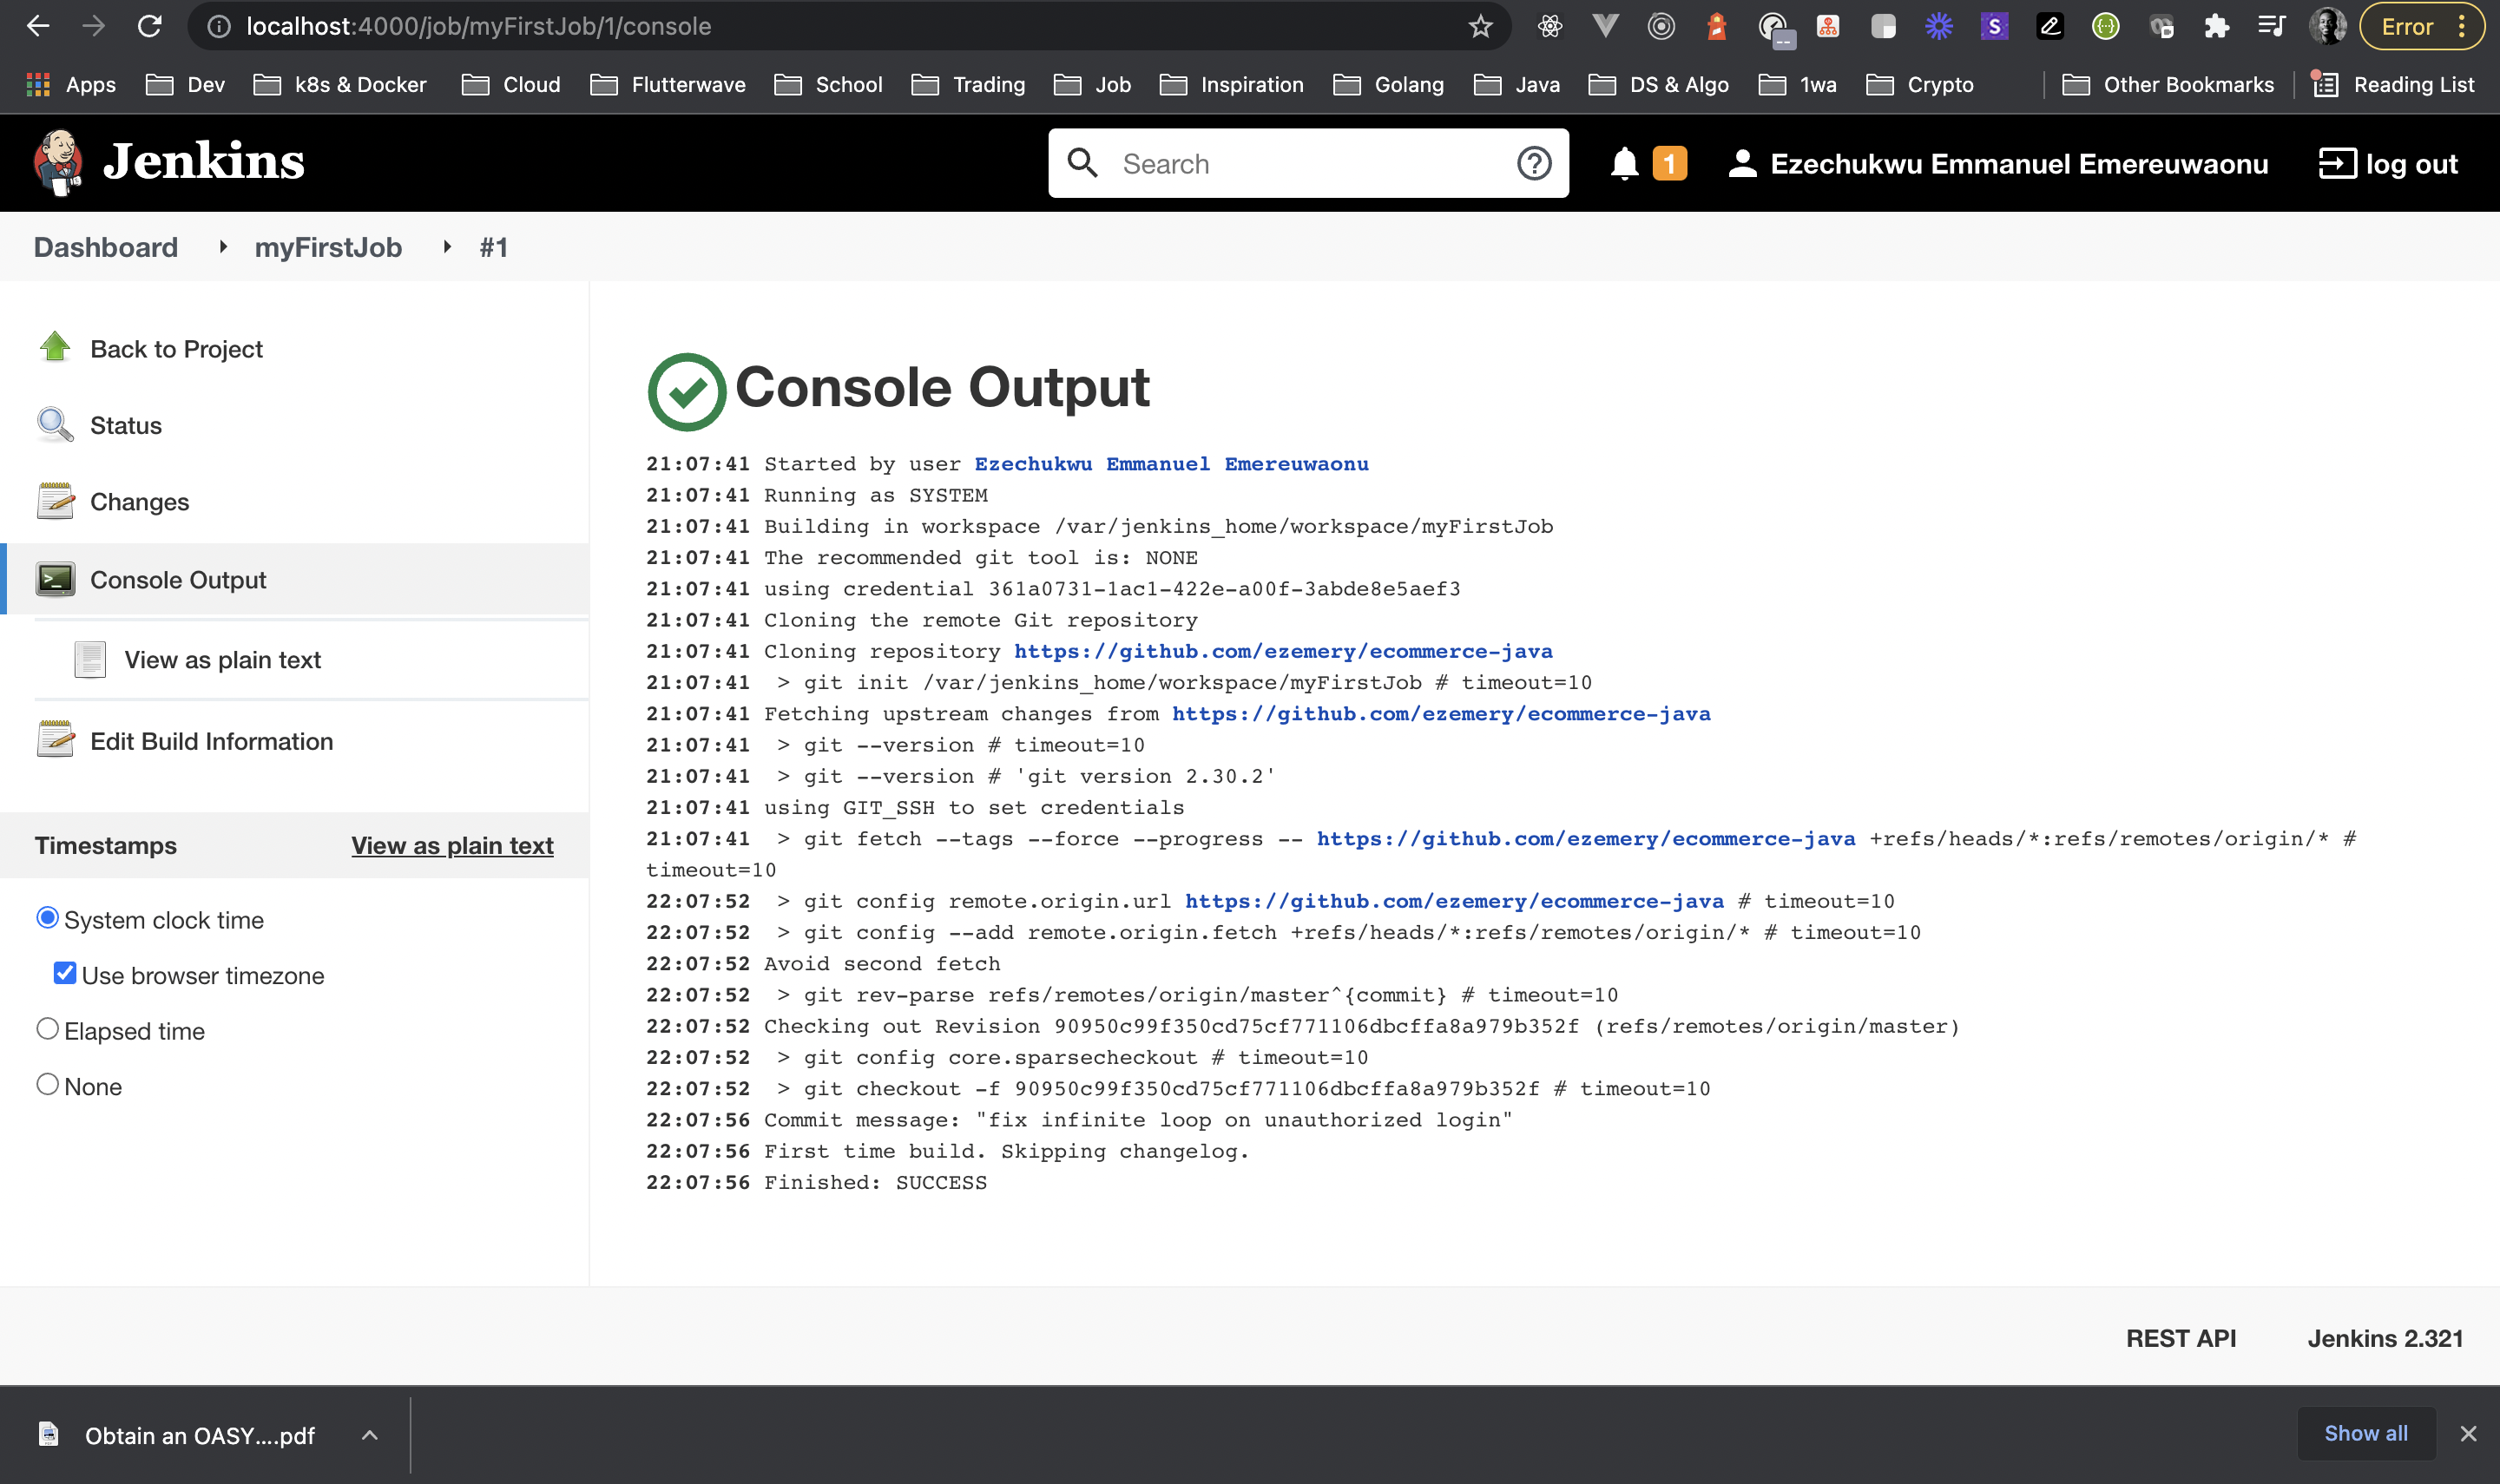 localhost:4000/job/myFirstJob/1/console
Error
Apps Dev k8s & Docker Cloud Flutterwave School Trading Job Inspiration Golang Java DS & Algo 1wa Crypto Other Bookmarks Reading List
Jenkins Search 1 Ezechukwu Emmanuel Emereuwaonu log out
Dashboard myFirstJob #1
Back to Project
Status
Changes
Console Output
View as plain text
Edit Build Information
Timestamps View as plain text
System clock time
Use browser timezone
Elapsed time
None
Console Output
21:07:41 Started by user Ezechukwu Emmanuel Emereuwaonu
21:07:41 Running as SYSTEM
21:07:41 Building in workspace /var/jenkins_home/workspace/myFirstJob
21:07:41 The recommended git tool is: NONE
21:07:41 using credential 361a0731-1ac1-422e-a00f-3abde8e5aef3
21:07:41 Cloning the remote Git repository
21:07:41 Cloning repository https://github.com/ezemery/ecommerce-java
21:07:41  > git init /var/jenkins_home/workspace/myFirstJob # timeout=10
21:07:41 Fetching upstream changes from https://github.com/ezemery/ecommerce-java
21:07:41  > git --version # timeout=10
21:07:41  > git --version # 'git version 2.30.2'
21:07:41 using GIT_SSH to set credentials
21:07:41  > git fetch --tags --force --progress -- https://github.com/ezemery/ecommerce-java +refs/heads/*:refs/remotes/origin/* #
timeout=10
22:07:52  > git config remote.origin.url https://github.com/ezemery/ecommerce-java # timeout=10
22:07:52  > git config --add remote.origin.fetch +refs/heads/*:refs/remotes/origin/* # timeout=10
22:07:52 Avoid second fetch
22:07:52  > git rev-parse refs/remotes/origin/master^{commit} # timeout=10
22:07:52 Checking out Revision 90950c99f350cd75cf771106dbcffa8a979b352f (refs/remotes/origin/master)
22:07:52  > git config core.sparsecheckout # timeout=10
22:07:52  > git checkout -f 90950c99f350cd75cf771106dbcffa8a979b352f # timeout=10
22:07:56 Commit message: "fix infinite loop on unauthorized login"
22:07:56 First time build. Skipping changelog.
22:07:56 Finished: SUCCESS
REST API Jenkins 2.321
Obtain an OASY....pdf Show all